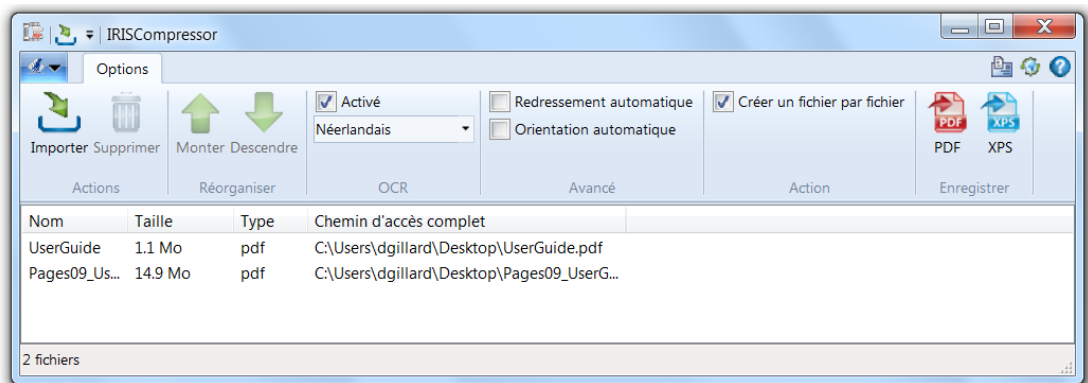 IRISCompressor
Options
Activé Redressement automatique Créer un fichier par fichier
Néerlandais Orientation automatique
PDF XPS
Importer Supprimer Monter Descendre PDF XPS
Actions Réorganiser OCR Avancé Action Enregistrer
Nom Taille Type Chemin d'accès complet
UserGuide 1.1 Mo pdf C:\Users\dgillard\Desktop\UserGuide.pdf
Pages09_Us... 14.9 Mo pdf C:\Users\dgillard\Desktop\Pages09_UserG...
2 fichiers